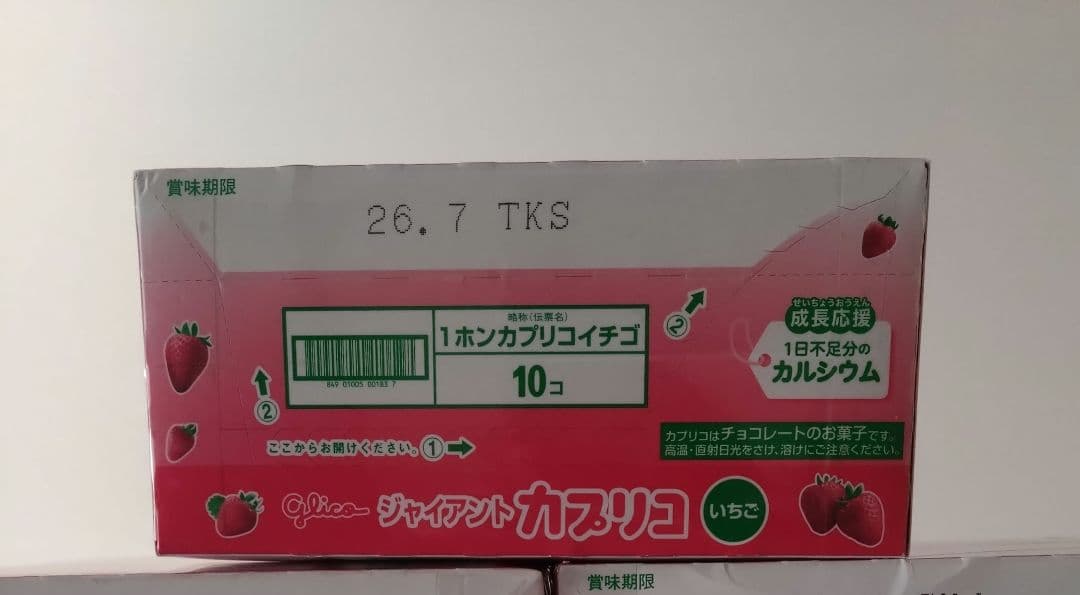 賞味期限
26.7 TKS
せいちょうおうえん
成長応援
1日不足分の
カルシウム
略称(伝票名)
1ホンカプリコイチゴ
10コ
849 01005 00183 7
②
②
ここからお開けください。①
カプリコはチョコレートのお菓子です。
高温・直射日光をさけ、溶けにご注意ください。
glico ジャイアントカプリコ いちご
賞味期限